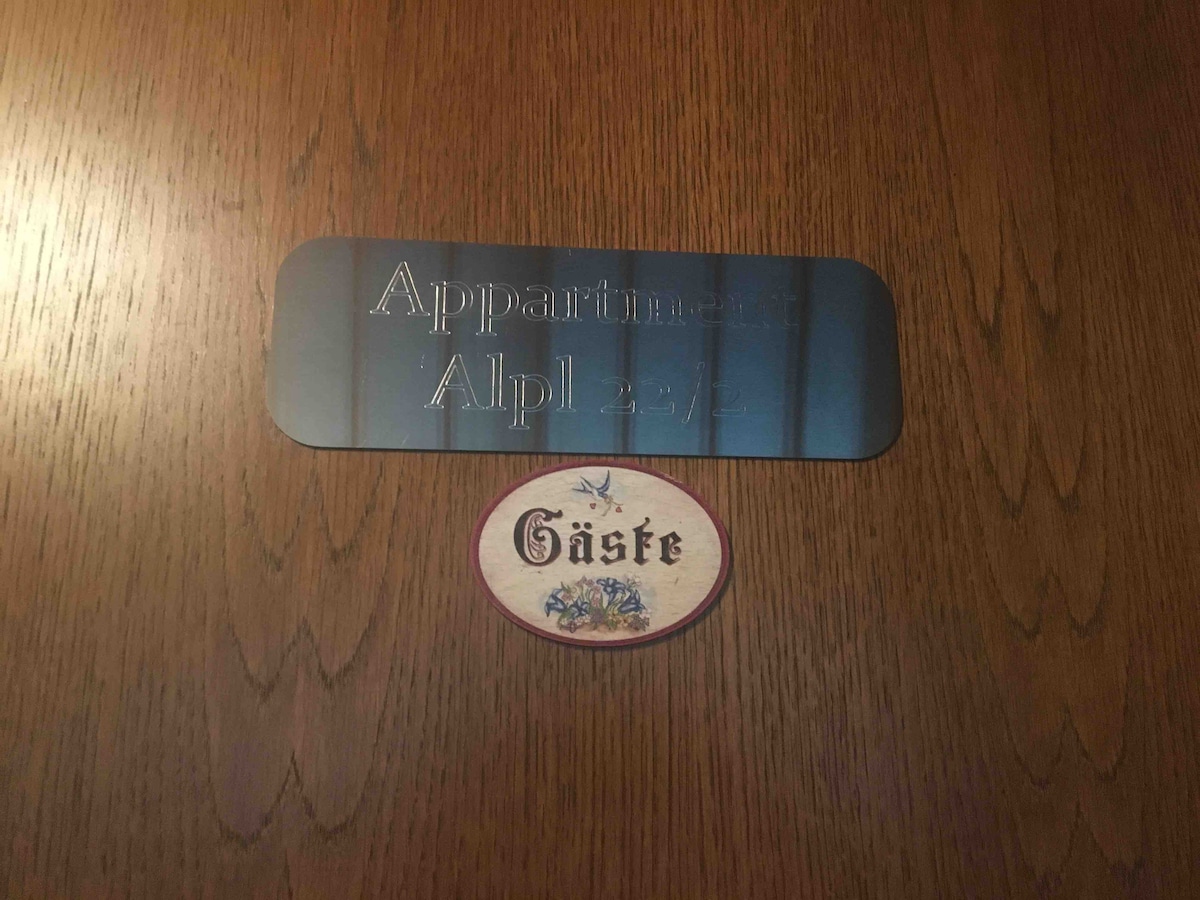 Appartment
Alpl 22/2
Gäste